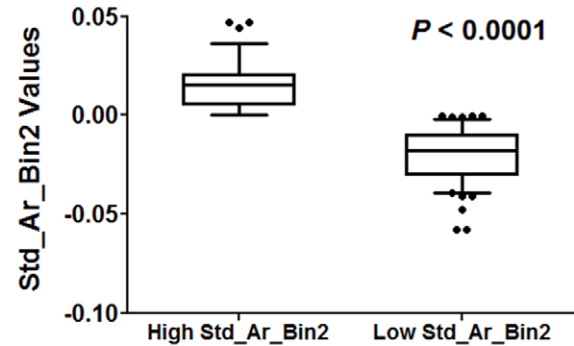 P < 0.0001
Std_Ar_Bin2 Values
0.05
0.00
-0.05
-0.10
High Std_Ar_Bin2
Low Std_Ar_Bin2